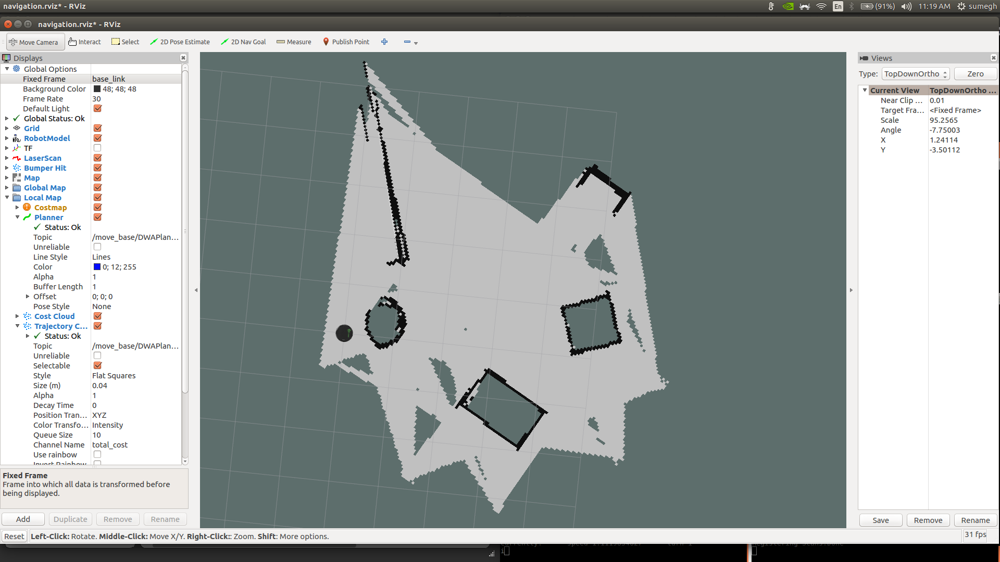 navigation.rviz* - RViz
En (91%) 11:19 AM sumegh
navigation.rviz* - RViz
Move Camera Interact Select 2D Pose Estimate 2D Nav Goal Measure Publish Point
Displays
Global Options
Fixed Frame base_link
Background Color 48; 48; 48
Frame Rate 30
Default Light
Global Status: Ok
Grid
RobotModel
TF
LaserScan
Bumper Hit
Map
Global Map
Local Map
Costmap
Planner
Status: Ok
Topic /move_base/DWAPlan...
Unreliable
Line Style Lines
Color 0; 12; 255
Alpha 1
Buffer Length 1
Offset 0; 0; 0
Pose Style None
Cost Cloud
Trajectory C...
Status: Ok
Topic /move_base/DWAPlan...
Unreliable
Selectable
Style Flat Squares
Size (m) 0.04
Alpha 1
Decay Time 0
Position Tran... XYZ
Color Transfo... Intensity
Queue Size 10
Channel Name total_cost
Use rainbow
Invert Rainbow
Fixed Frame
Frame into which all data is transformed before
being displayed.
Add Duplicate Remove Rename
Views
Type: TopDownOrtho Zero
Current View TopDownOrtho ...
Near Clip ... 0.01
Target Fra... <Fixed Frame>
Scale 95.2565
Angle -7.75003
X 1.24114
Y -3.50112
Save Remove Rename
Reset Left-Click: Rotate. Middle-Click: Move X/Y. Right-Click:: Zoom. Shift: More options.
31 fps
i